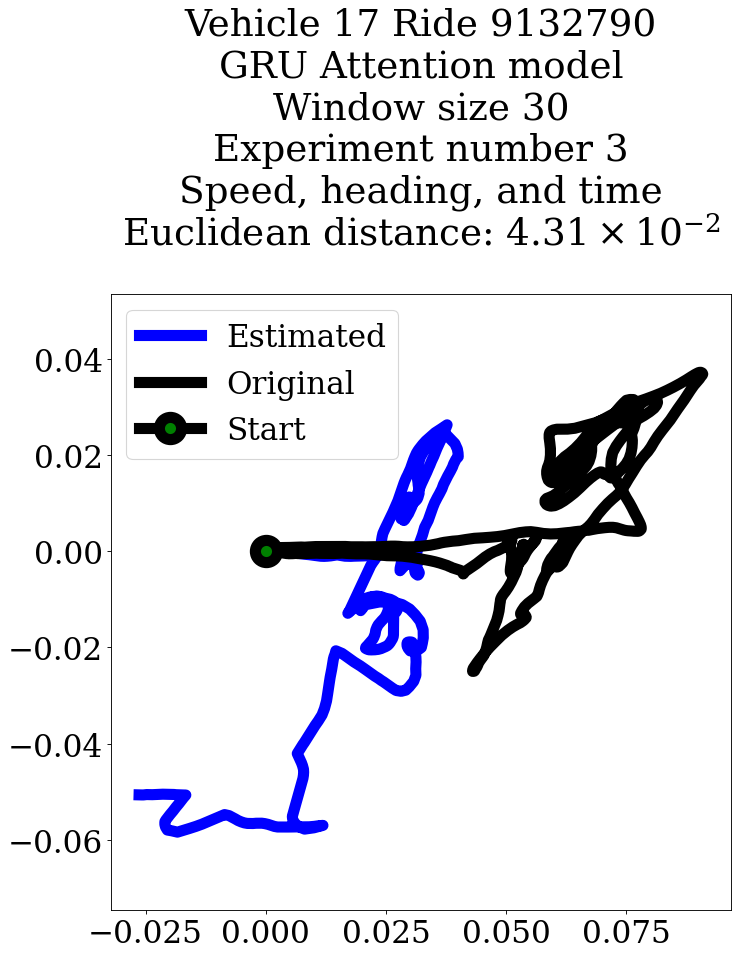 Vehicle 17 Ride 9132790
GRU Attention model
Window size 30
Experiment number 3
Speed, heading, and time
Euclidean distance: 4.31 × 10⁻²
Estimated
Original
Start
0.04
0.02
0.00
−0.02
−0.04
−0.06
−0.025 0.000 0.025 0.050 0.075